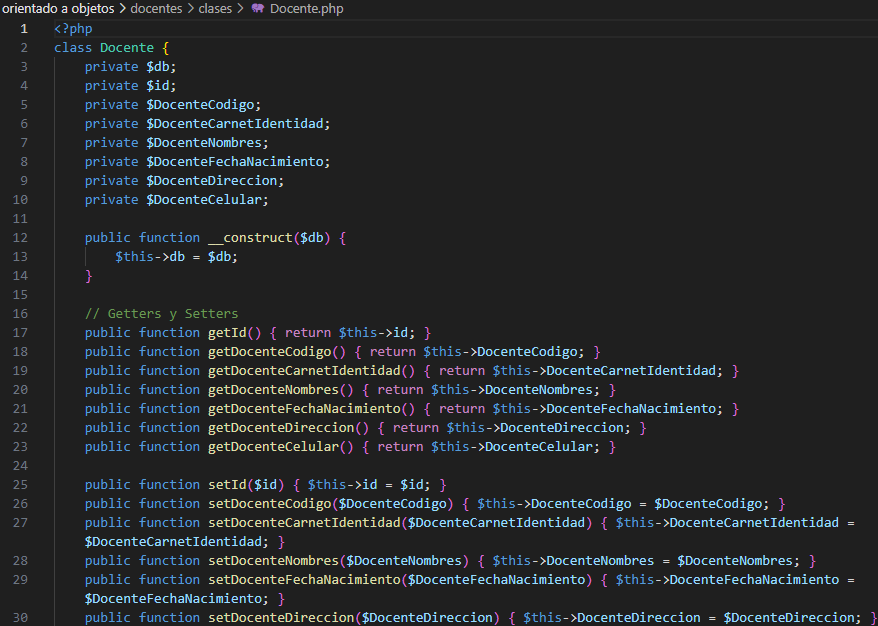 orientado a objetos > docentes > clases > Docente.php
1 <?php
2 class Docente {
3 private $db;
4 private $id;
5 private $DocenteCodigo;
6 private $DocenteCarnetIdentidad;
7 private $DocenteNombres;
8 private $DocenteFechaNacimiento;
9 private $DocenteDireccion;
10 private $DocenteCelular;
11
12 public function __construct($db) {
13 $this->db = $db;
14 }
15
16 // Getters y Setters
17 public function getId() { return $this->id; }
18 public function getDocenteCodigo() { return $this->DocenteCodigo; }
19 public function getDocenteCarnetIdentidad() { return $this->DocenteCarnetIdentidad; }
20 public function getDocenteNombres() { return $this->DocenteNombres; }
21 public function getDocenteFechaNacimiento() { return $this->DocenteFechaNacimiento; }
22 public function getDocenteDireccion() { return $this->DocenteDireccion; }
23 public function getDocenteCelular() { return $this->DocenteCelular; }
24
25 public function setId($id) { $this->id = $id; }
26 public function setDocenteCodigo($DocenteCodigo) { $this->DocenteCodigo = $DocenteCodigo; }
27 public function setDocenteCarnetIdentidad($DocenteCarnetIdentidad) { $this->DocenteCarnetIdentidad =
$DocenteCarnetIdentidad; }
28 public function setDocenteNombres($DocenteNombres) { $this->DocenteNombres = $DocenteNombres; }
29 public function setDocenteFechaNacimiento($DocenteFechaNacimiento) { $this->DocenteFechaNacimiento =
$DocenteFechaNacimiento; }
30 public function setDocenteDireccion($DocenteDireccion) { $this->DocenteDireccion = $DocenteDireccion; }